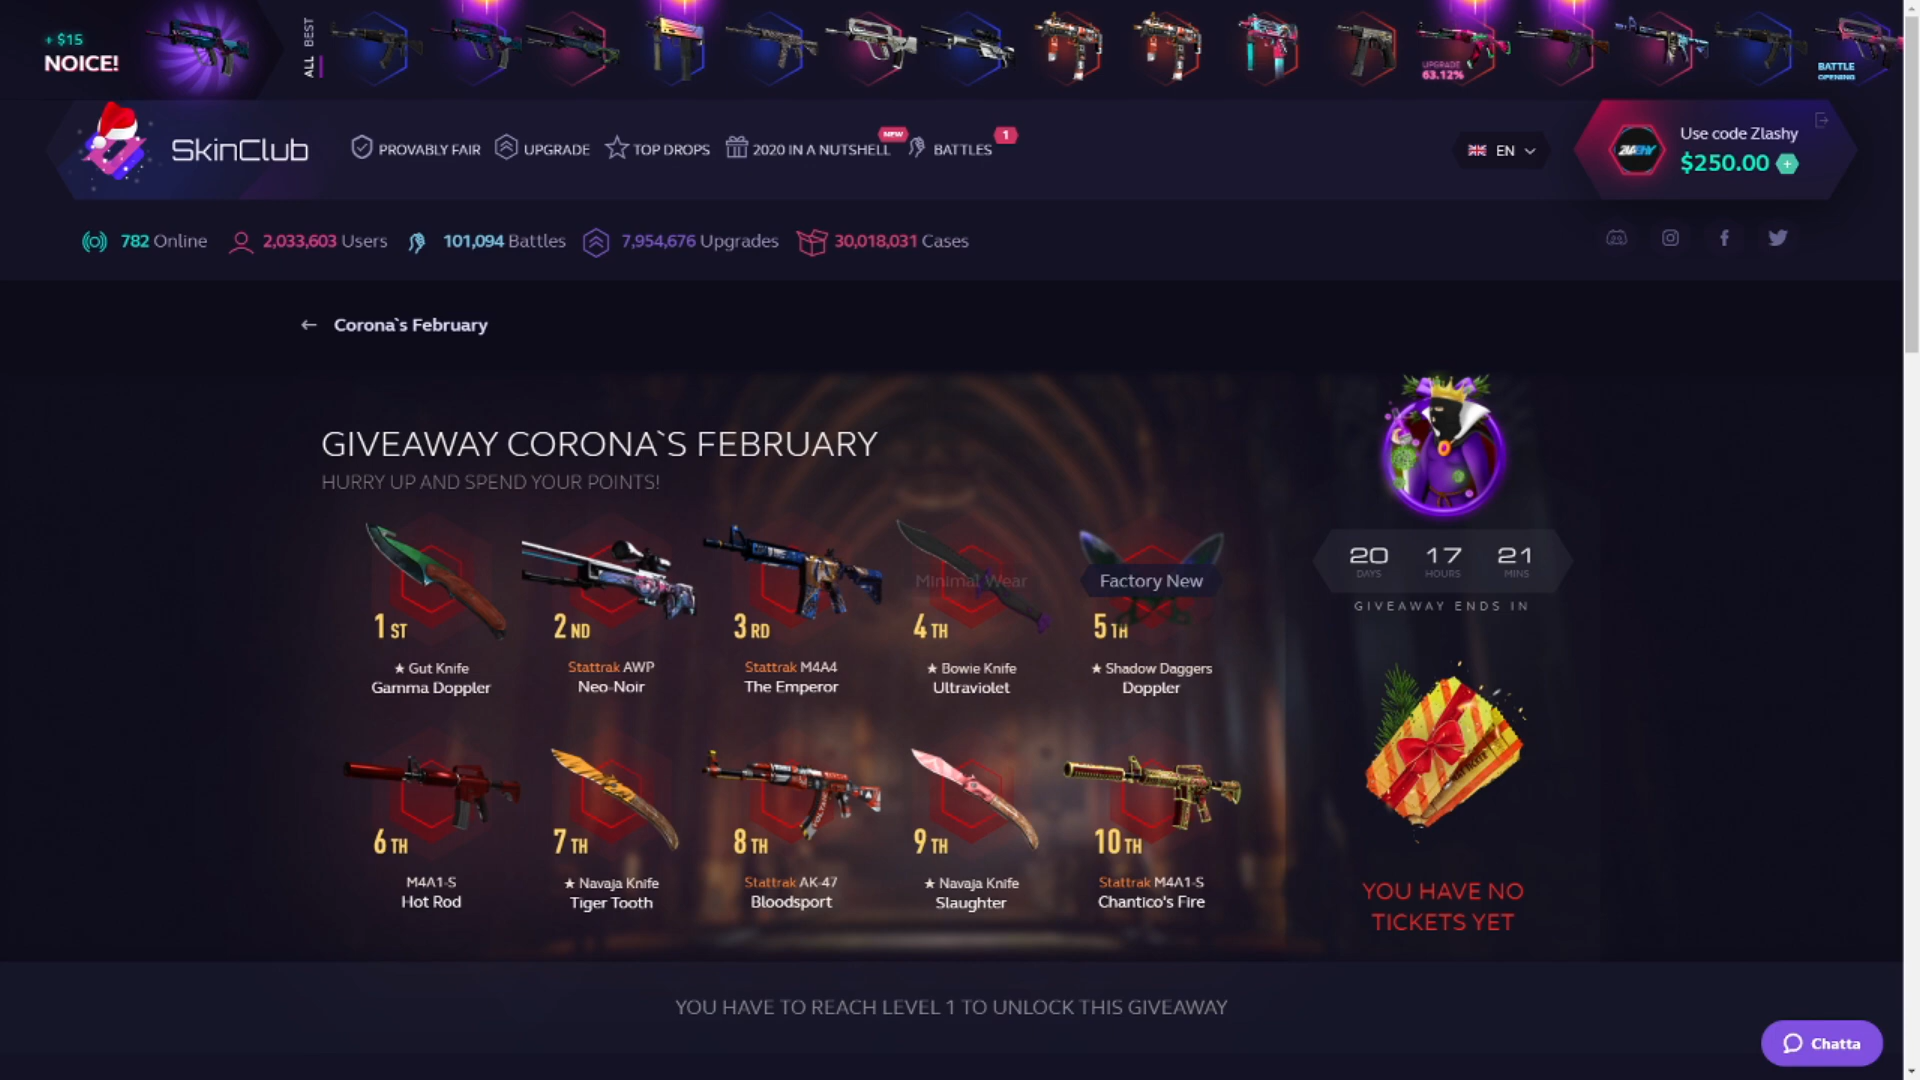 + $15
NOICE!
ALL BEST
UPGRADE
63.12%
BATTLE
OPENING
SkinClub
PROVABLY FAIR
UPGRADE
TOP DROPS
2020 IN A NUTSHELL
NEW
BATTLES
1
EN
ZLASHY
Use code Zlashy
$250.00 +
782 Online
2,033,603 Users
101,094 Battles
7,954,676 Upgrades
30,018,031 Cases
← Corona`s February
GIVEAWAY CORONA`S FEBRUARY
HURRY UP AND SPEND YOUR POINTS!
1 ST
★ Gut Knife
Gamma Doppler
2 ND
Stattrak AWP
Neo-Noir
3 RD
Stattrak M4A4
The Emperor
Minimal Wear
4 TH
★ Bowie Knife
Ultraviolet
Factory New
5 TH
★ Shadow Daggers
Doppler
20 17 21
DAYS HOURS MINS
GIVEAWAY ENDS IN
6 TH
M4A1-S
Hot Rod
7 TH
★ Navaja Knife
Tiger Tooth
8 TH
Stattrak AK-47
Bloodsport
9 TH
★ Navaja Knife
Slaughter
10 TH
Stattrak M4A1-S
Chantico's Fire
YOU HAVE NO
TICKETS YET
YOU HAVE TO REACH LEVEL 1 TO UNLOCK THIS GIVEAWAY
Chatta